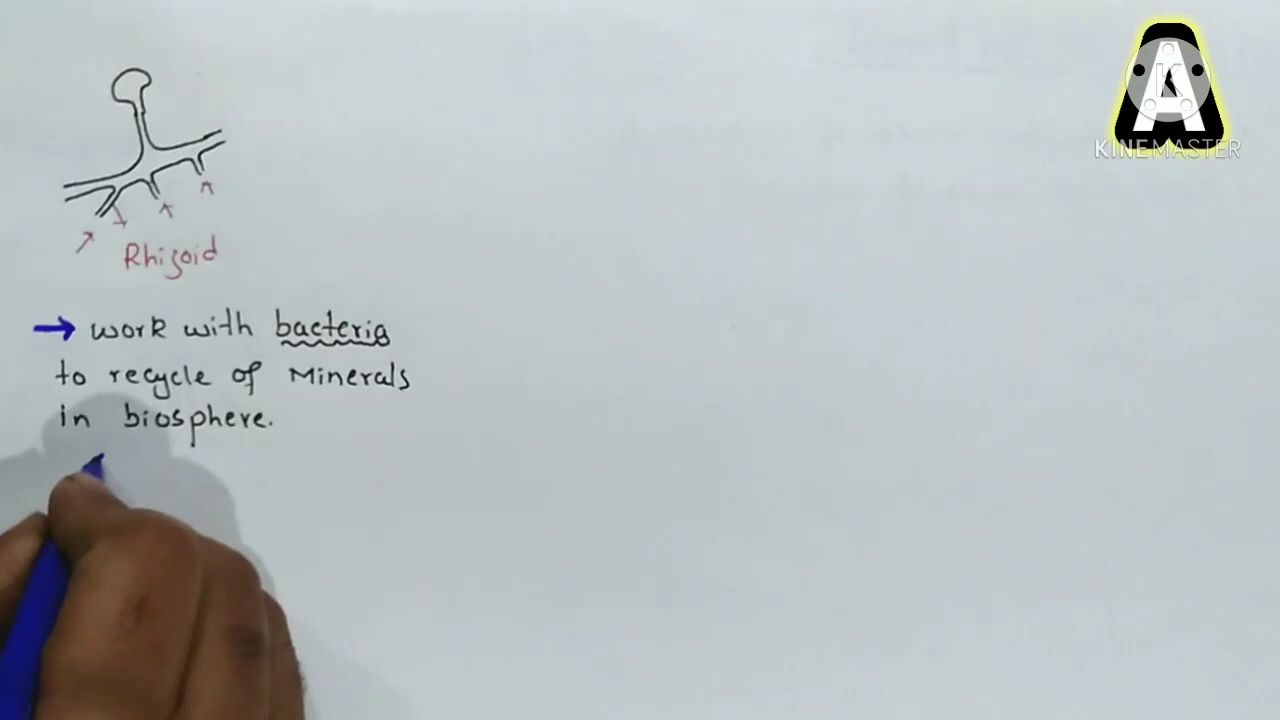 A
K
KINEMASTER
Rhizoid
→ work with bacteria
to recycle of Minerals
in biosphere.